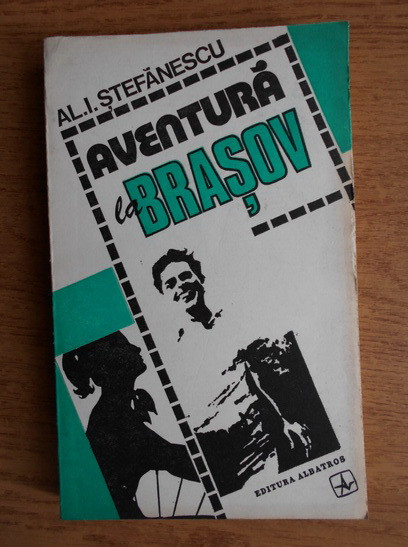 AL.I. ȘTEFĂNESCU
AVENTURĂ
la
BRAȘOV
EDITURA ALBATROS